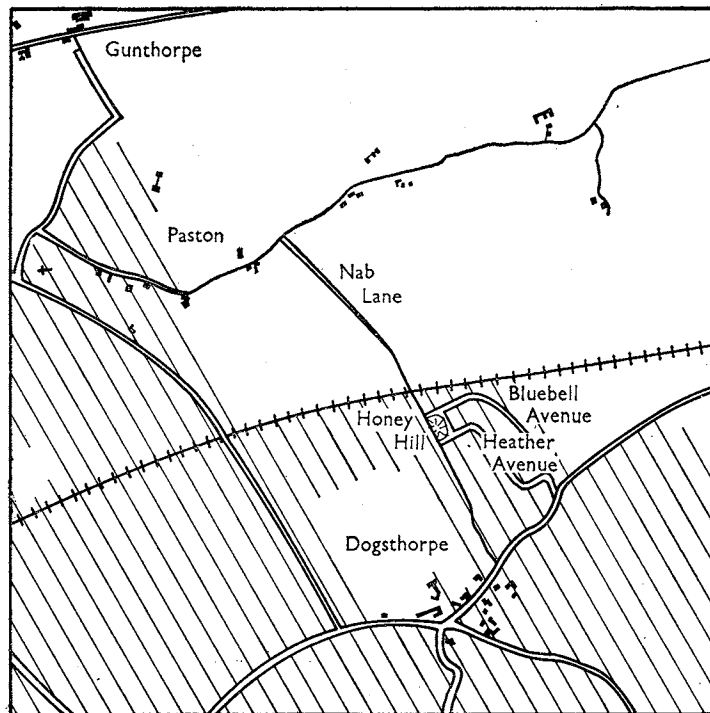 Gunthorpe
Paston
Nab
Lane
Bluebell
Avenue
Honey
Hill
Heather
Avenue
Dogsthorpe